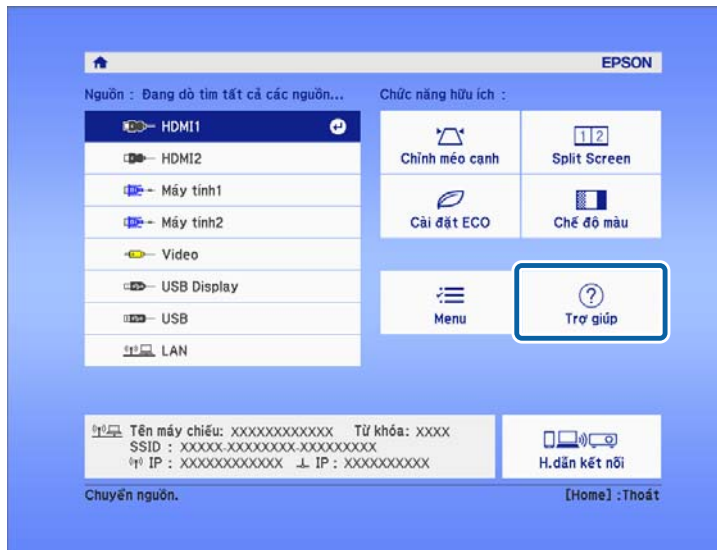 EPSON
Nguồn : Đang dò tìm tất cả các nguồn...
HDMI1
HDMI2
Máy tính1
Máy tính2
Video
USB Display
USB
LAN
Chức năng hữu ích :
Chỉnh méo cạnh
Split Screen
Cài đặt ECO
Chế độ màu
Menu
Trợ giúp
Tên máy chiếu: XXXXXXXXXXXX Từ khóa: XXXX
SSID : XXXXX-XXXXXXXX-XXXXXXXXX
IP : XXXXXXXXXXXX IP : XXXXXXXXXX
H.dẫn kết nối
Chuyển nguồn.
[Home] :Thoát